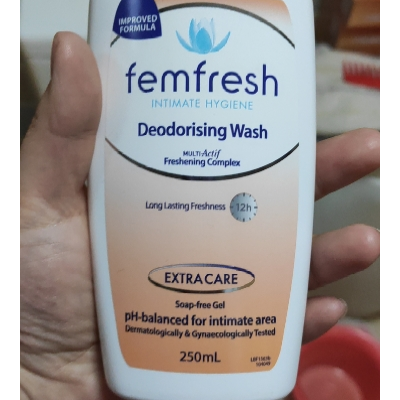 IMPROVED
FORMULA
femfresh
INTIMATE HYGIENE
Deodorising Wash
MULTI-Actif
Freshening Complex
Long Lasting Freshness 12h
EXTRA CARE
Soap-free Gel
pH-balanced for intimate area
Dermatologically & Gynaecologically Tested
250mL